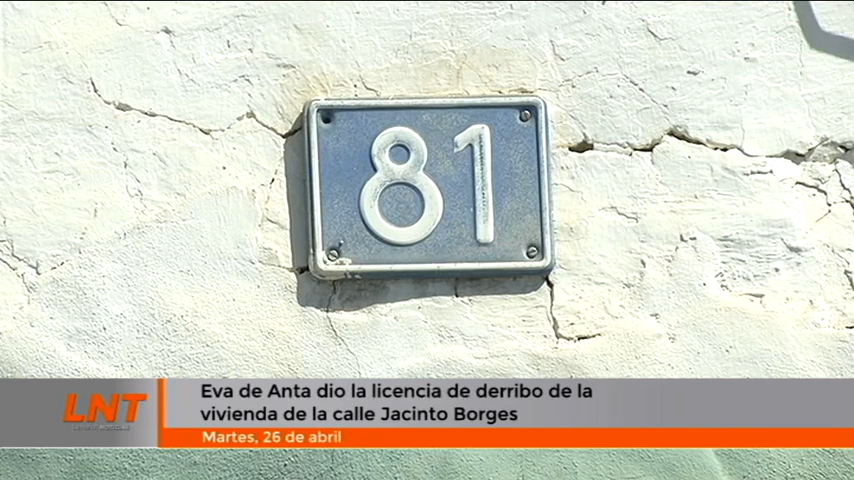 81
Eva de Anta dio la licencia de derribo de la
vivienda de la calle Jacinto Borges
LNT
Martes, 26 de abril